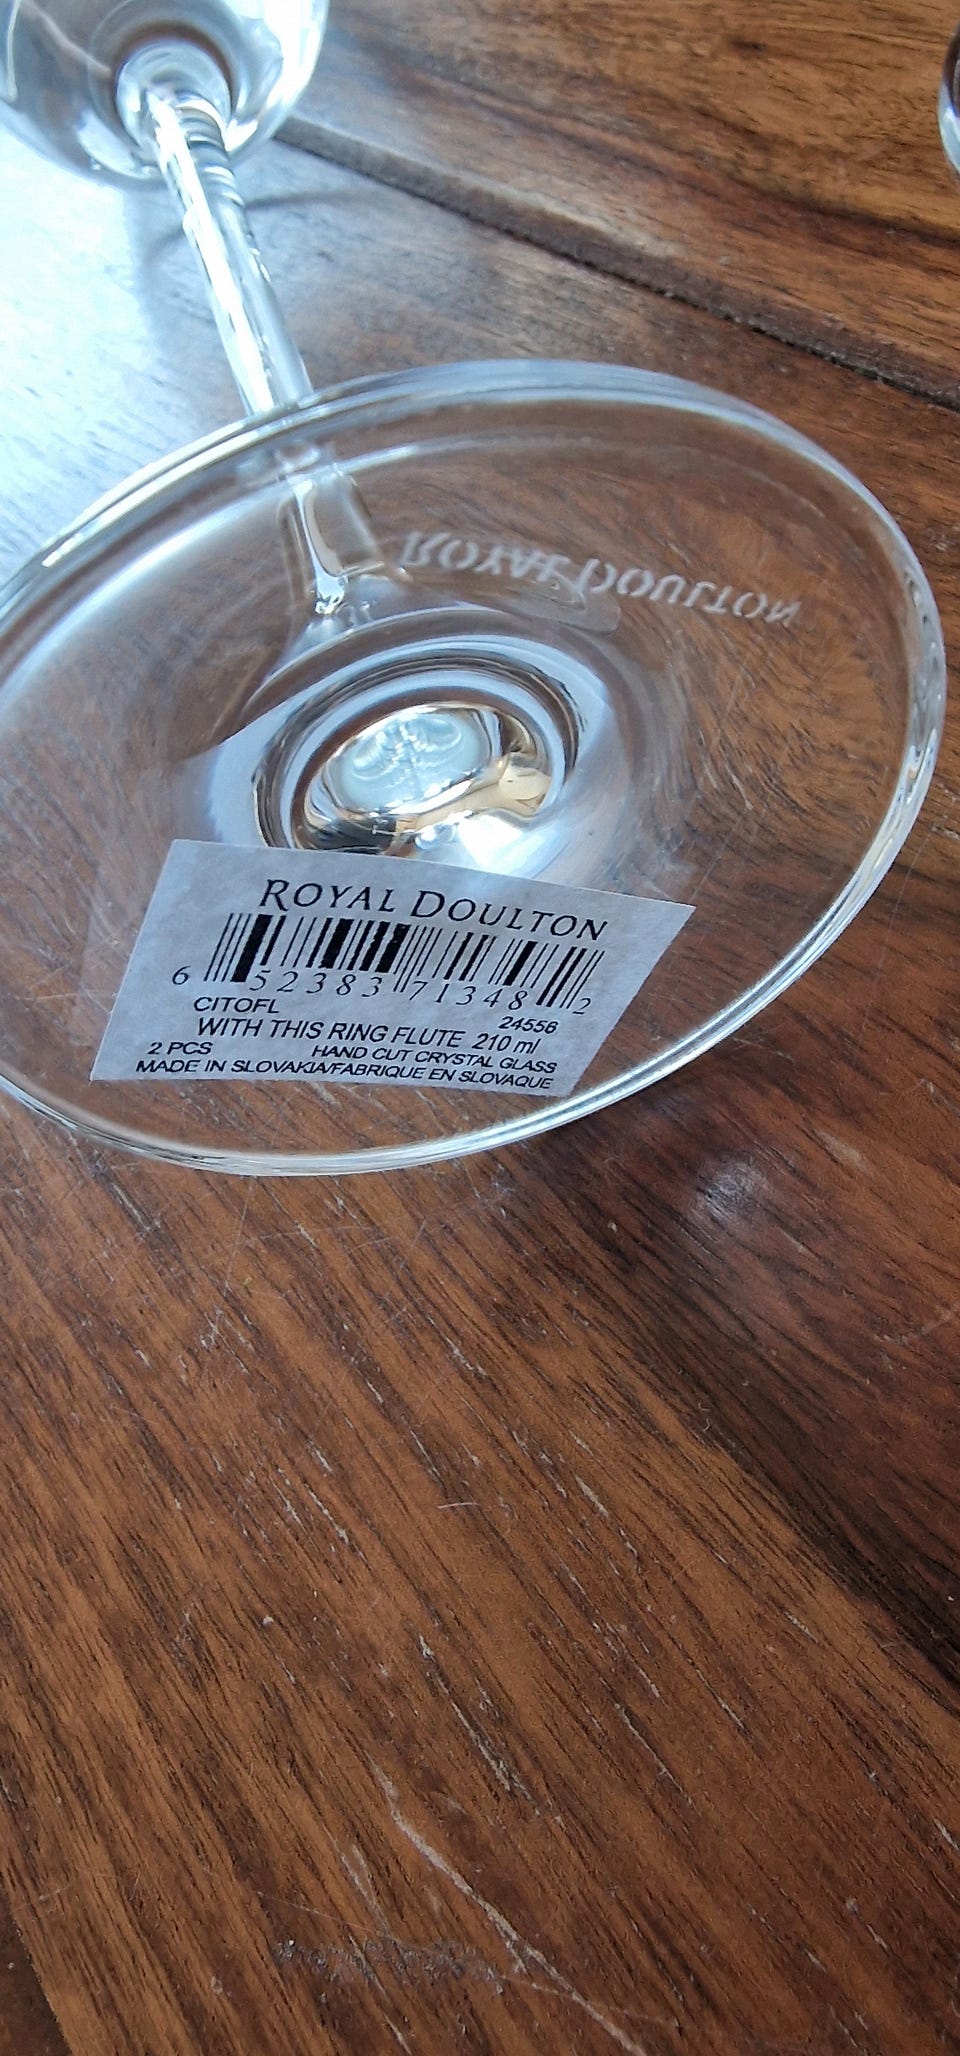 ROYAL DOULTON
ROYAL DOULTON
6 52383 71348 2
CITOFL 24556
WITH THIS RING FLUTE 210 ml
2 PCS HAND CUT CRYSTAL GLASS
MADE IN SLOVAKIA/FABRIQUE EN SLOVAQUE